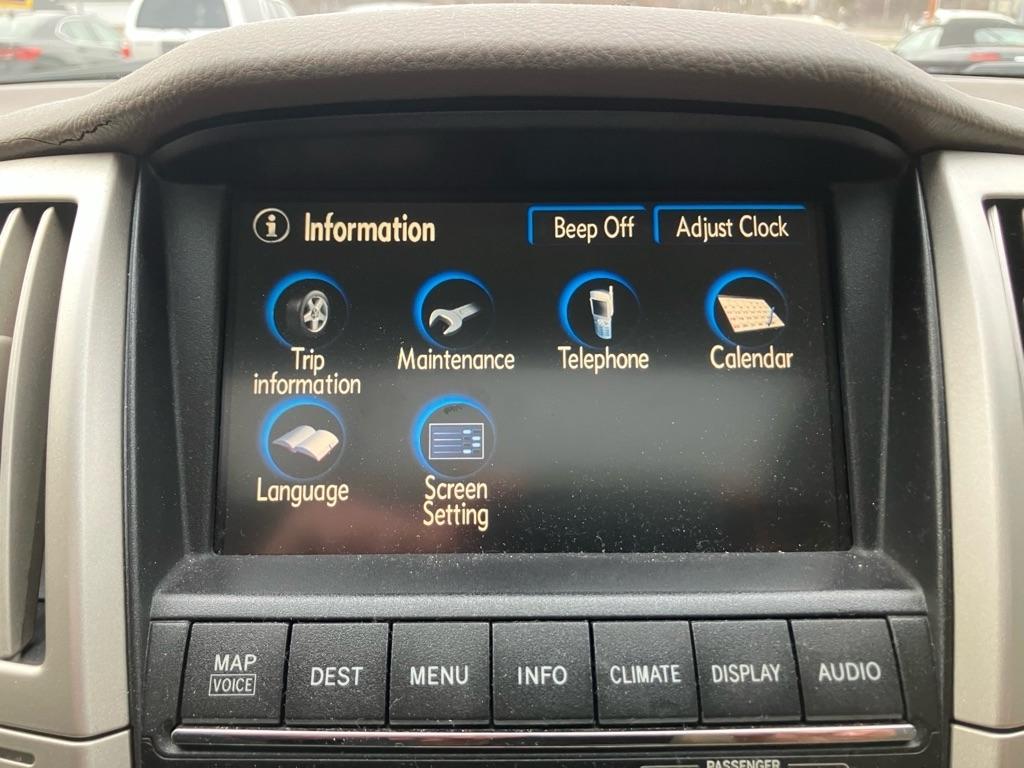 Information
Beep Off
Adjust Clock
Trip
information
Maintenance
Telephone
Calendar
Language
Screen
Setting
MAP
VOICE
DEST
MENU
INFO
CLIMATE
DISPLAY
AUDIO
PASSENGER